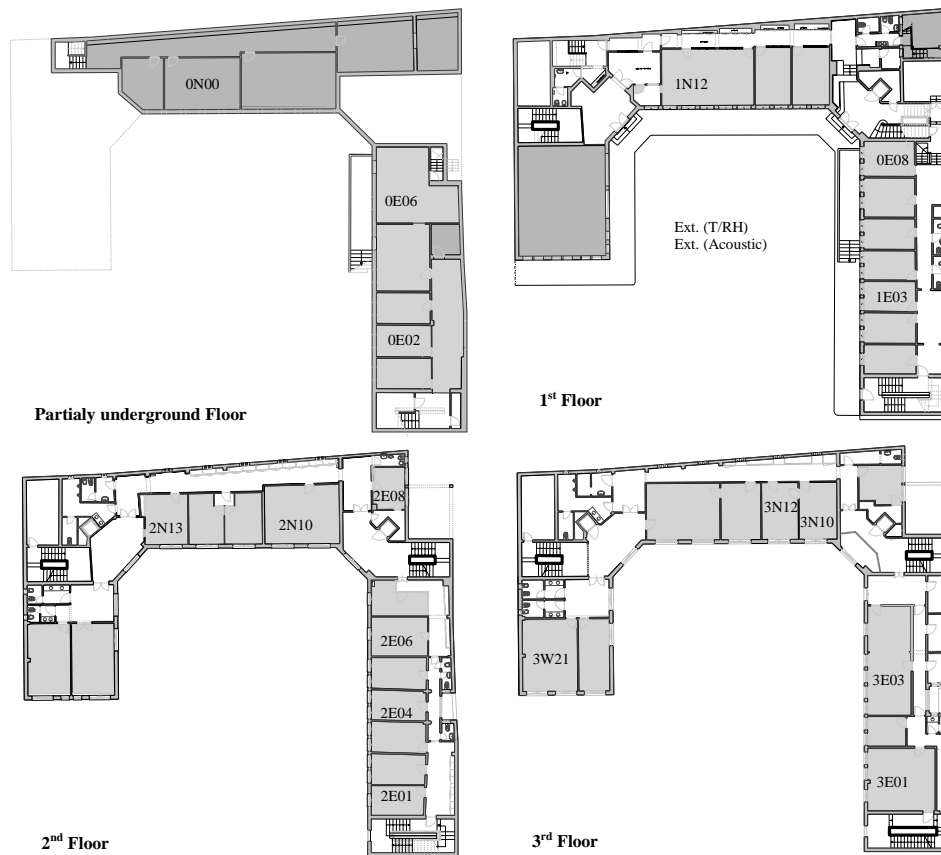 0N00
0E06
0E02
Partialy underground Floor
1N12
0E08
Ext. (T/RH)
Ext. (Acoustic)
1E03
1st Floor
2N13
2N10
2E08
2E06
2E04
2E01
2nd Floor
3N12
3N10
3W21
3E03
3E01
3rd Floor